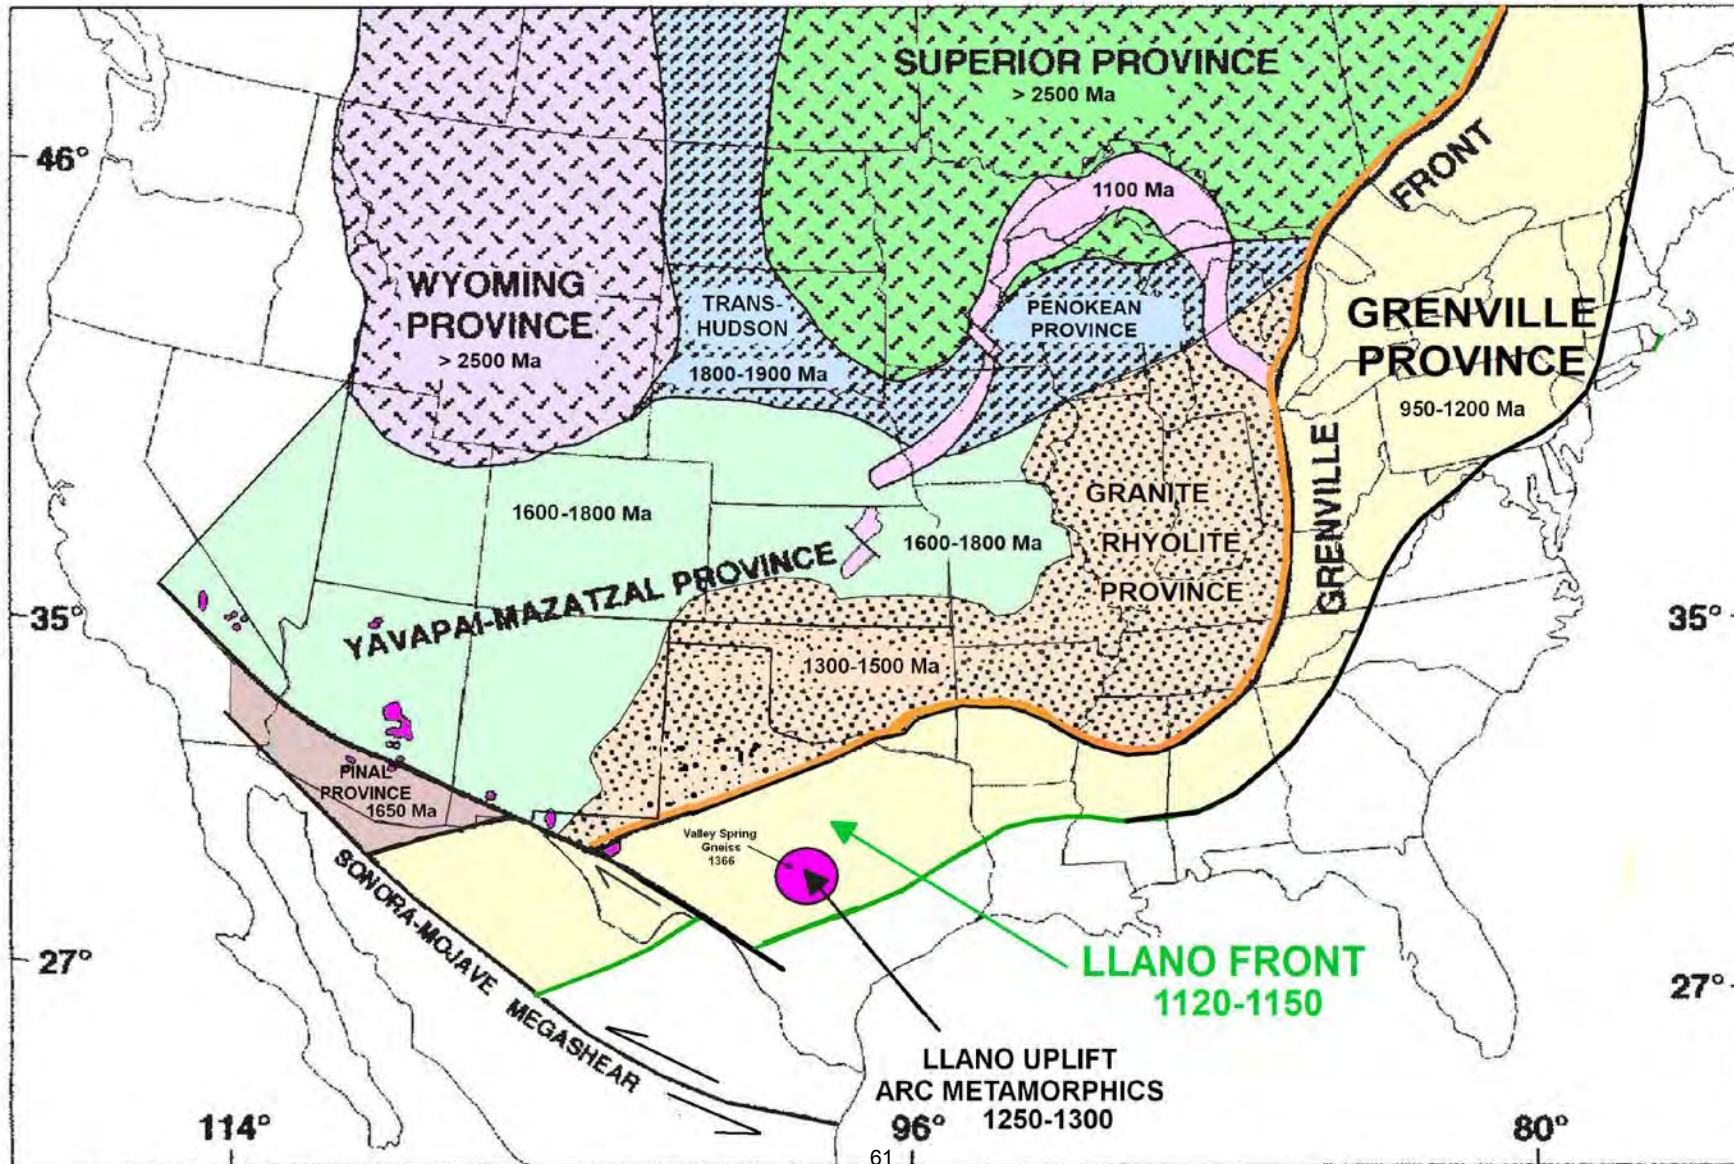 SUPERIOR PROVINCE
> 2500 Ma
46°
FRONT
1100 Ma
WYOMING
PROVINCE
> 2500 Ma
TRANS-
HUDSON
1800-1900 Ma
PENOKEAN
PROVINCE
GRENVILLE
PROVINCE
950-1200 Ma
GRENVILLE
GRANITE
RHYOLITE
PROVINCE
1600-1800 Ma
1600-1800 Ma
YAVAPAI-MAZATZAL PROVINCE
35°
35°
1300-1500 Ma
PINAL
PROVINCE
1650 Ma
Valley Spring
Gneiss
1366
SONORA-MOJAVE MEGASHEAR
27°
27°
LLANO FRONT
1120-1150
LLANO UPLIFT
ARC METAMORPHICS
1250-1300
114°
96°
80°
61